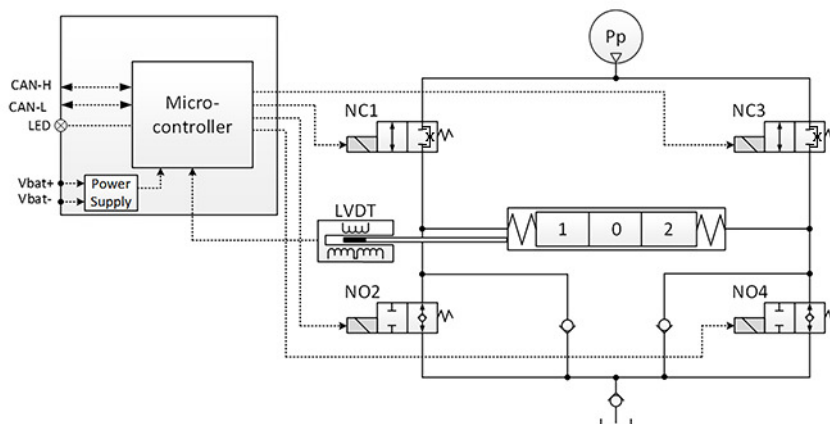 Pp
CAN-H
CAN-L
LED
Micro-
controller
NC1
NC3
Vbat+
Vbat-
Power
Supply
LVDT
1 0 2
NO2
NO4